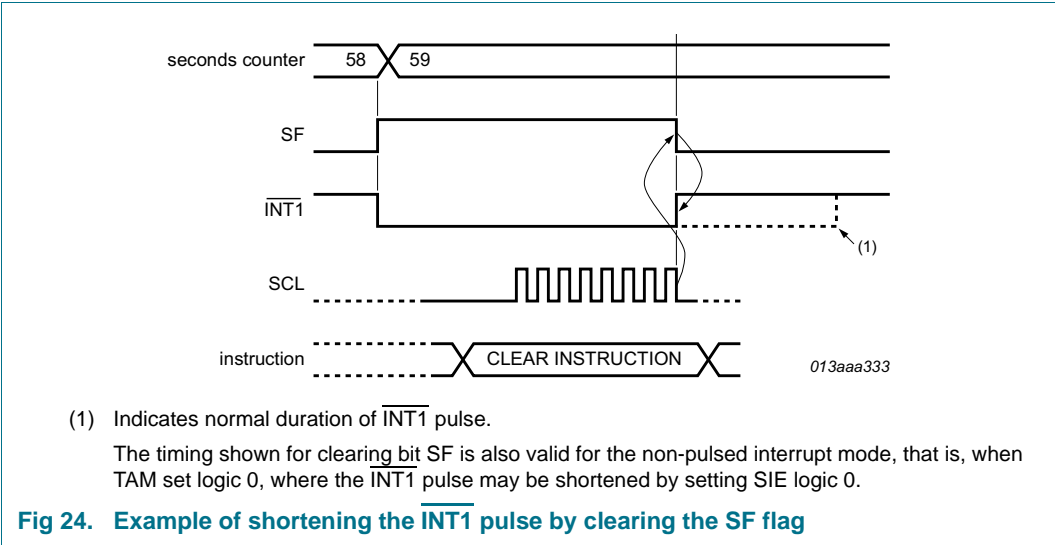 seconds counter 58 59
SF
INT1
(1)
SCL
instruction CLEAR INSTRUCTION
013aaa333
(1) Indicates normal duration of INT1 pulse.
The timing shown for clearing bit SF is also valid for the non-pulsed interrupt mode, that is, when
TAM set logic 0, where the INT1 pulse may be shortened by setting SIE logic 0.
Fig 24. Example of shortening the INT1 pulse by clearing the SF flag